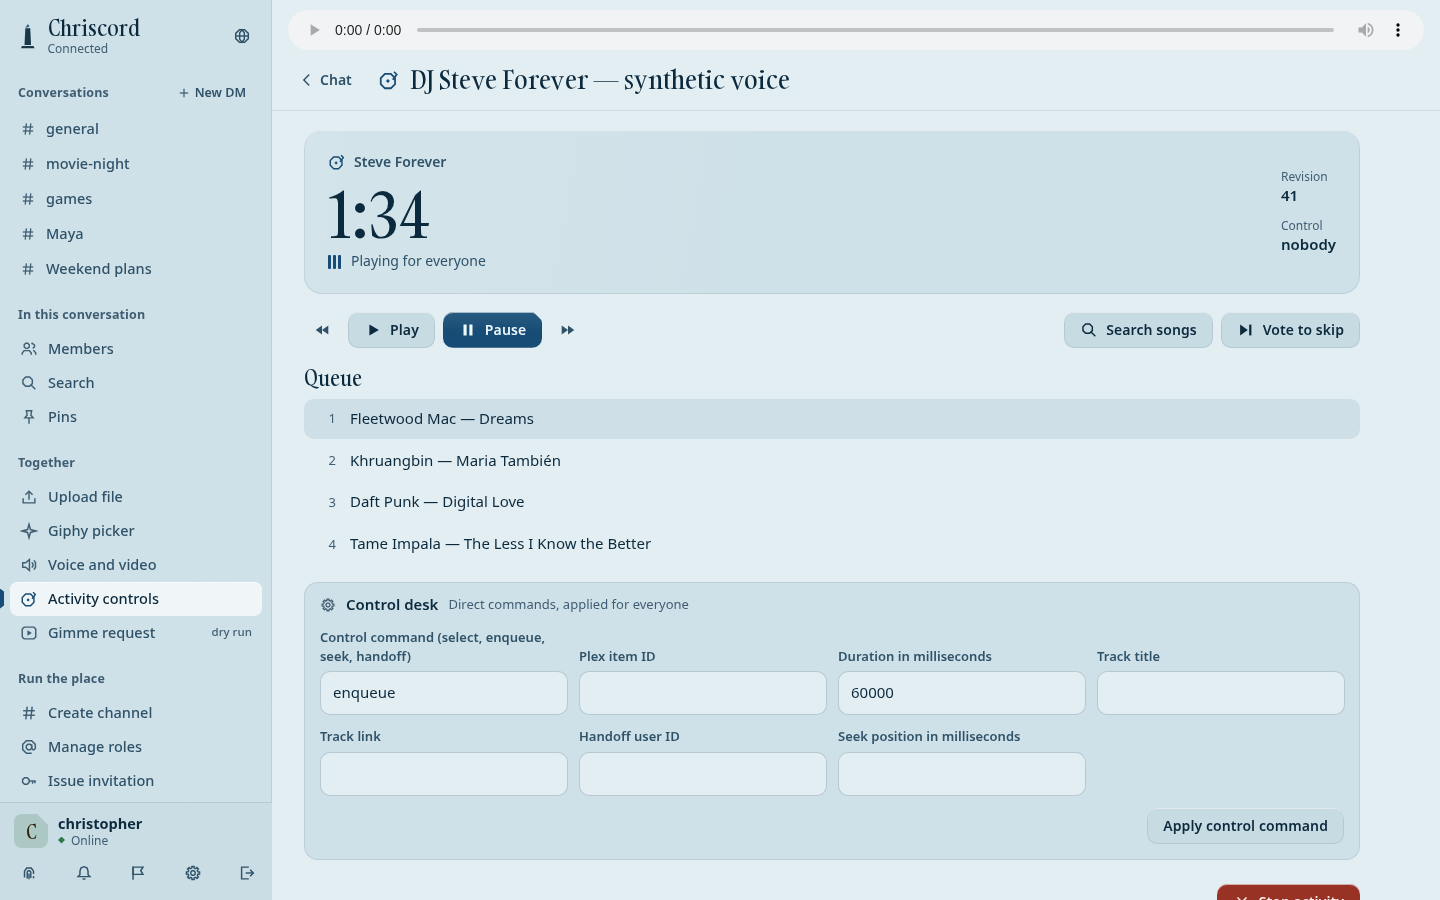 Chriscord
Connected
Conversations
+ New DM
# general
# movie-night
# games
# Maya
# Weekend plans
In this conversation
Members
Search
Pins
Together
Upload file
Giphy picker
Voice and video
Activity controls
Gimme request dry run
Run the place
# Create channel
@ Manage roles
Issue invitation
C
christopher
Online
0:00 / 0:00
Chat
DJ Steve Forever — synthetic voice
Steve Forever
1:34
Playing for everyone
Revision
41
Control
nobody
Play
Pause
Search songs
Vote to skip
Queue
1 Fleetwood Mac — Dreams
2 Khruangbin — Maria También
3 Daft Punk — Digital Love
4 Tame Impala — The Less I Know the Better
Control desk Direct commands, applied for everyone
Control command (select, enqueue,
seek, handoff)
enqueue
Plex item ID
Duration in milliseconds
60000
Track title
Track link
Handoff user ID
Seek position in milliseconds
Apply control command
Stop activity